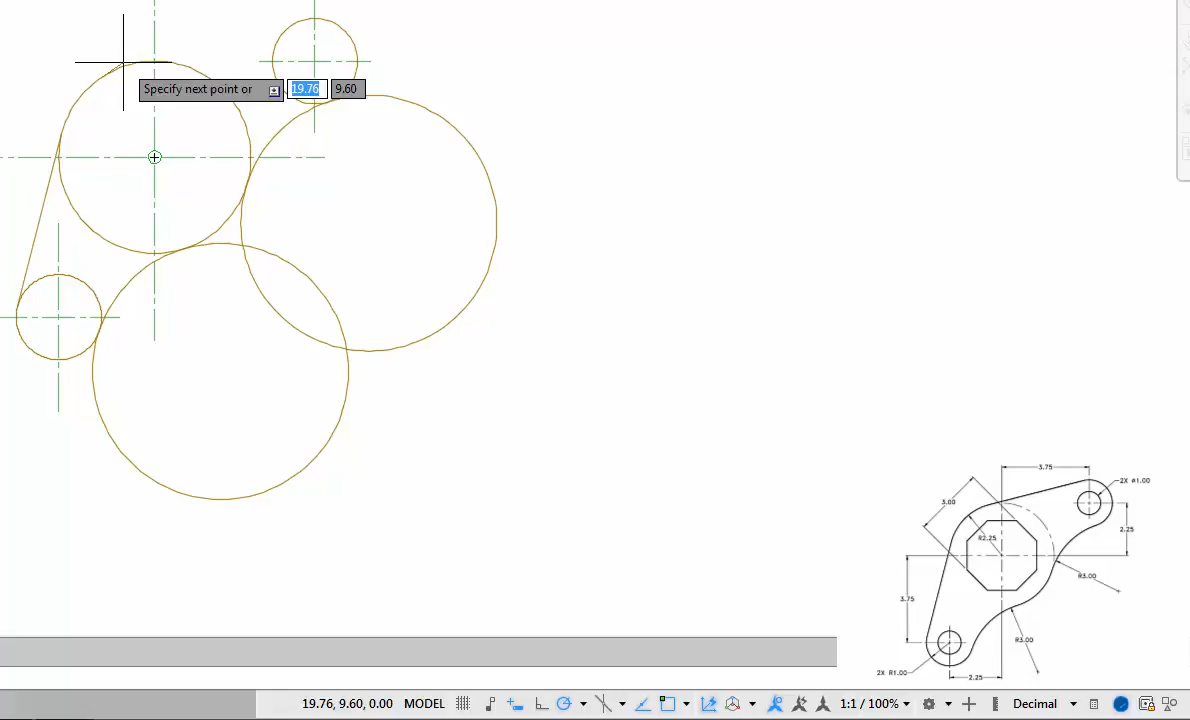 Specify next point or 19.76 9.60
3.75
2X ø1.00
3.00
2.25
R2.25
R3.00
3.75
R3.00
2X R1.00
2.25
19.76, 9.60, 0.00 MODEL 1:1 / 100% Decimal